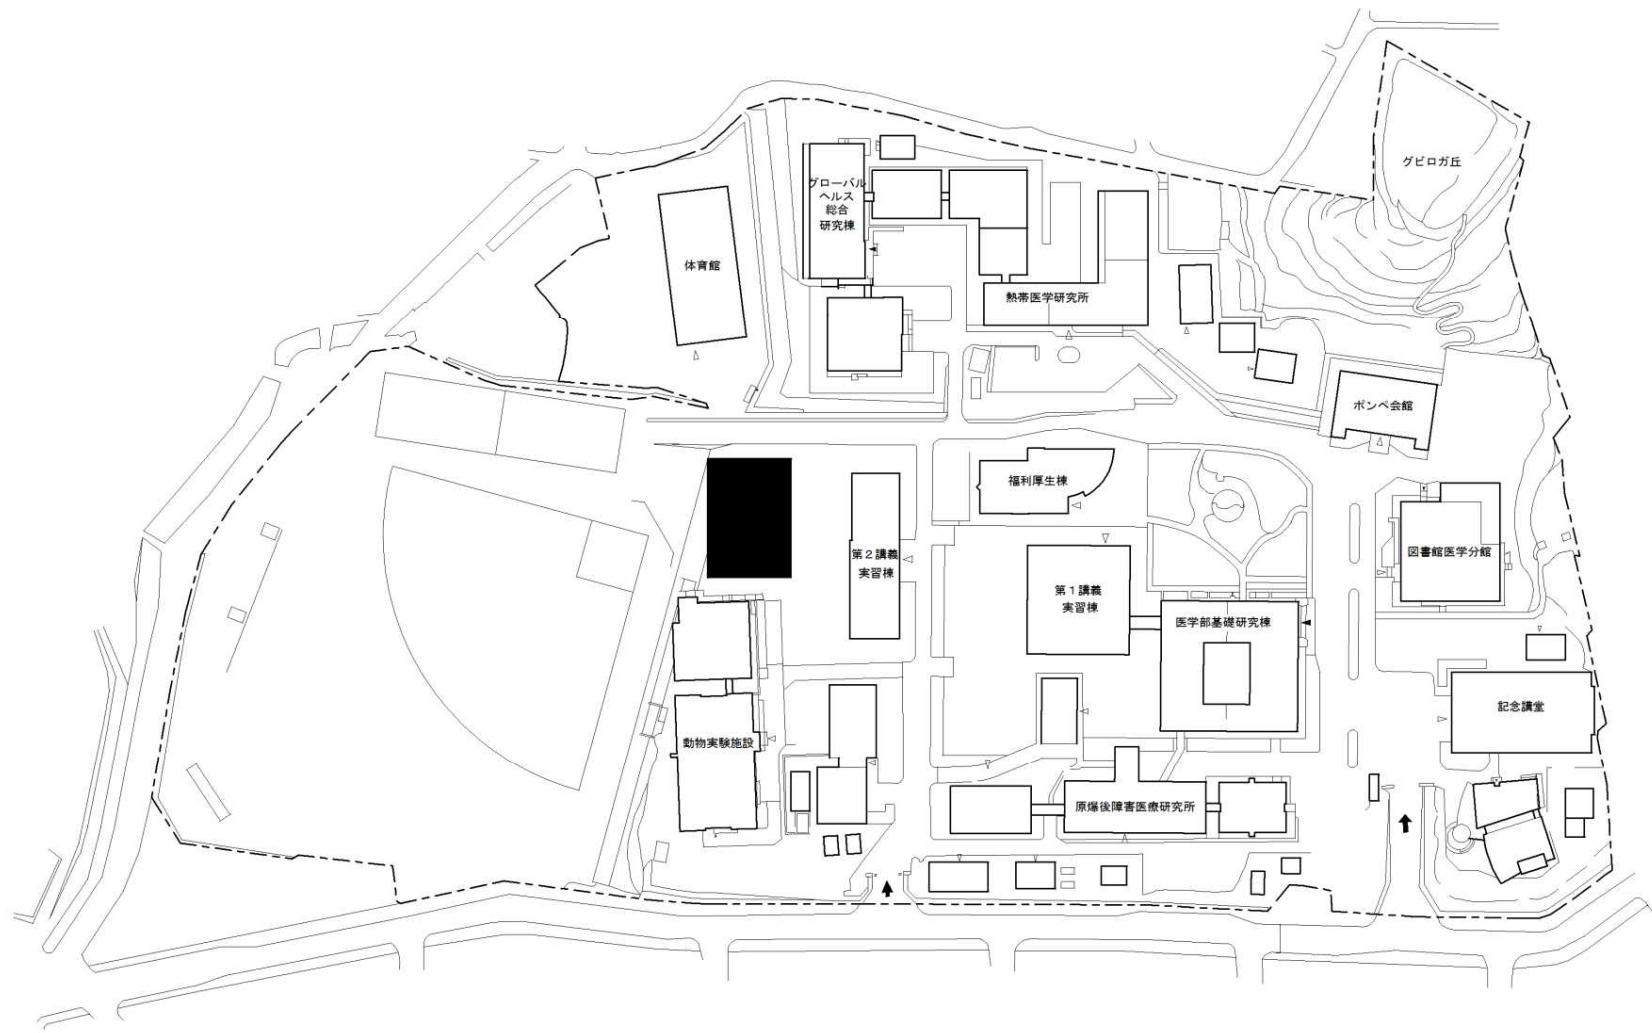 グビロガ丘
グローバル
ヘルス
総合
研究棟
体育館
熱帯医学研究所
ポンペ会館
福利厚生棟
第2講義
実習棟
図書館医学分館
第1講義
実習棟
医学部基礎研究棟
記念講堂
動物実験施設
原爆後障害医療研究所